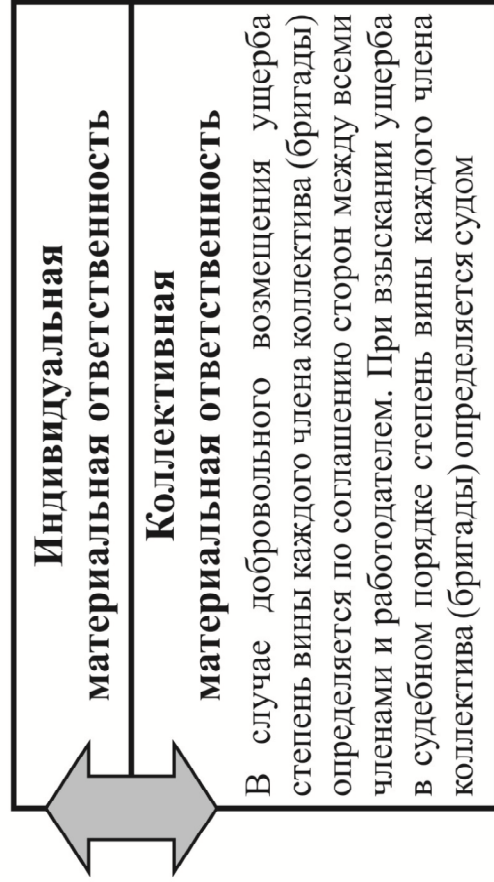 Индивидуальная
материальная ответственность
Коллективная
материальная ответственность
В случае добровольного возмещения ущерба
степень вины каждого члена коллектива (бригады)
определяется по соглашению сторон между всеми
членами и работодателем. При взыскании ущерба
в судебном порядке степень вины каждого члена
коллектива (бригады) определяется судом